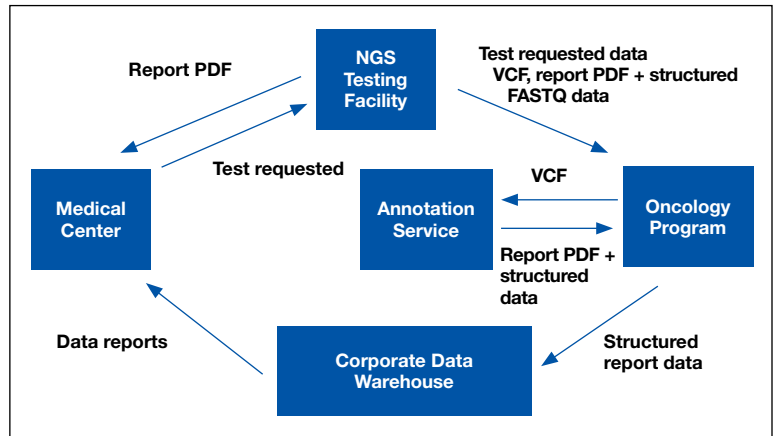 NGS
Testing
Facility
Report PDF
Test requested data
VCF, report PDF + structured
FASTQ data
Test requested
Medical
Center
Annotation
Service
VCF
Oncology
Program
Report PDF +
structured
data
Data reports
Corporate Data
Warehouse
Structured
report data